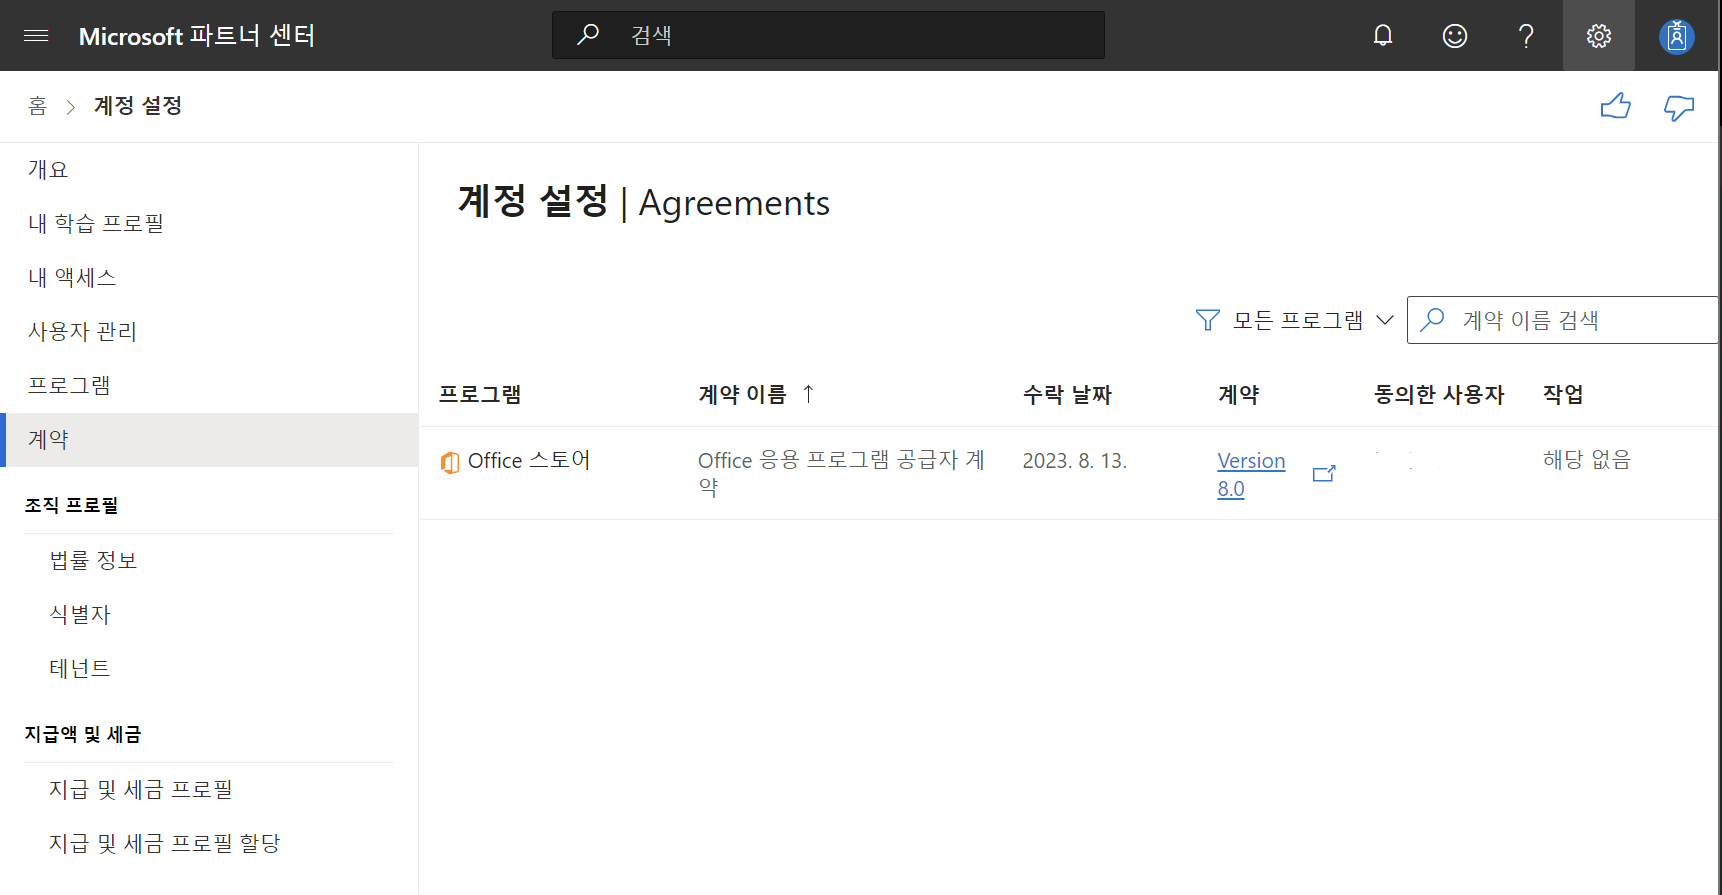 Microsoft 파트너 센터
검색
홈 > 계정 설정
개요
내 학습 프로필
내 액세스
사용자 관리
프로그램
계약
조직 프로필
법률 정보
식별자
테넌트
지급액 및 세금
지급 및 세금 프로필
지급 및 세금 프로필 할당
계정 설정 | Agreements
모든 프로그램
계약 이름 검색
프로그램 계약 이름 ↑ 수락 날짜 계약 동의한 사용자 작업
Office 스토어 Office 응용 프로그램 공급자 계 2023. 8. 13. Version 해당 없음
약 8.0